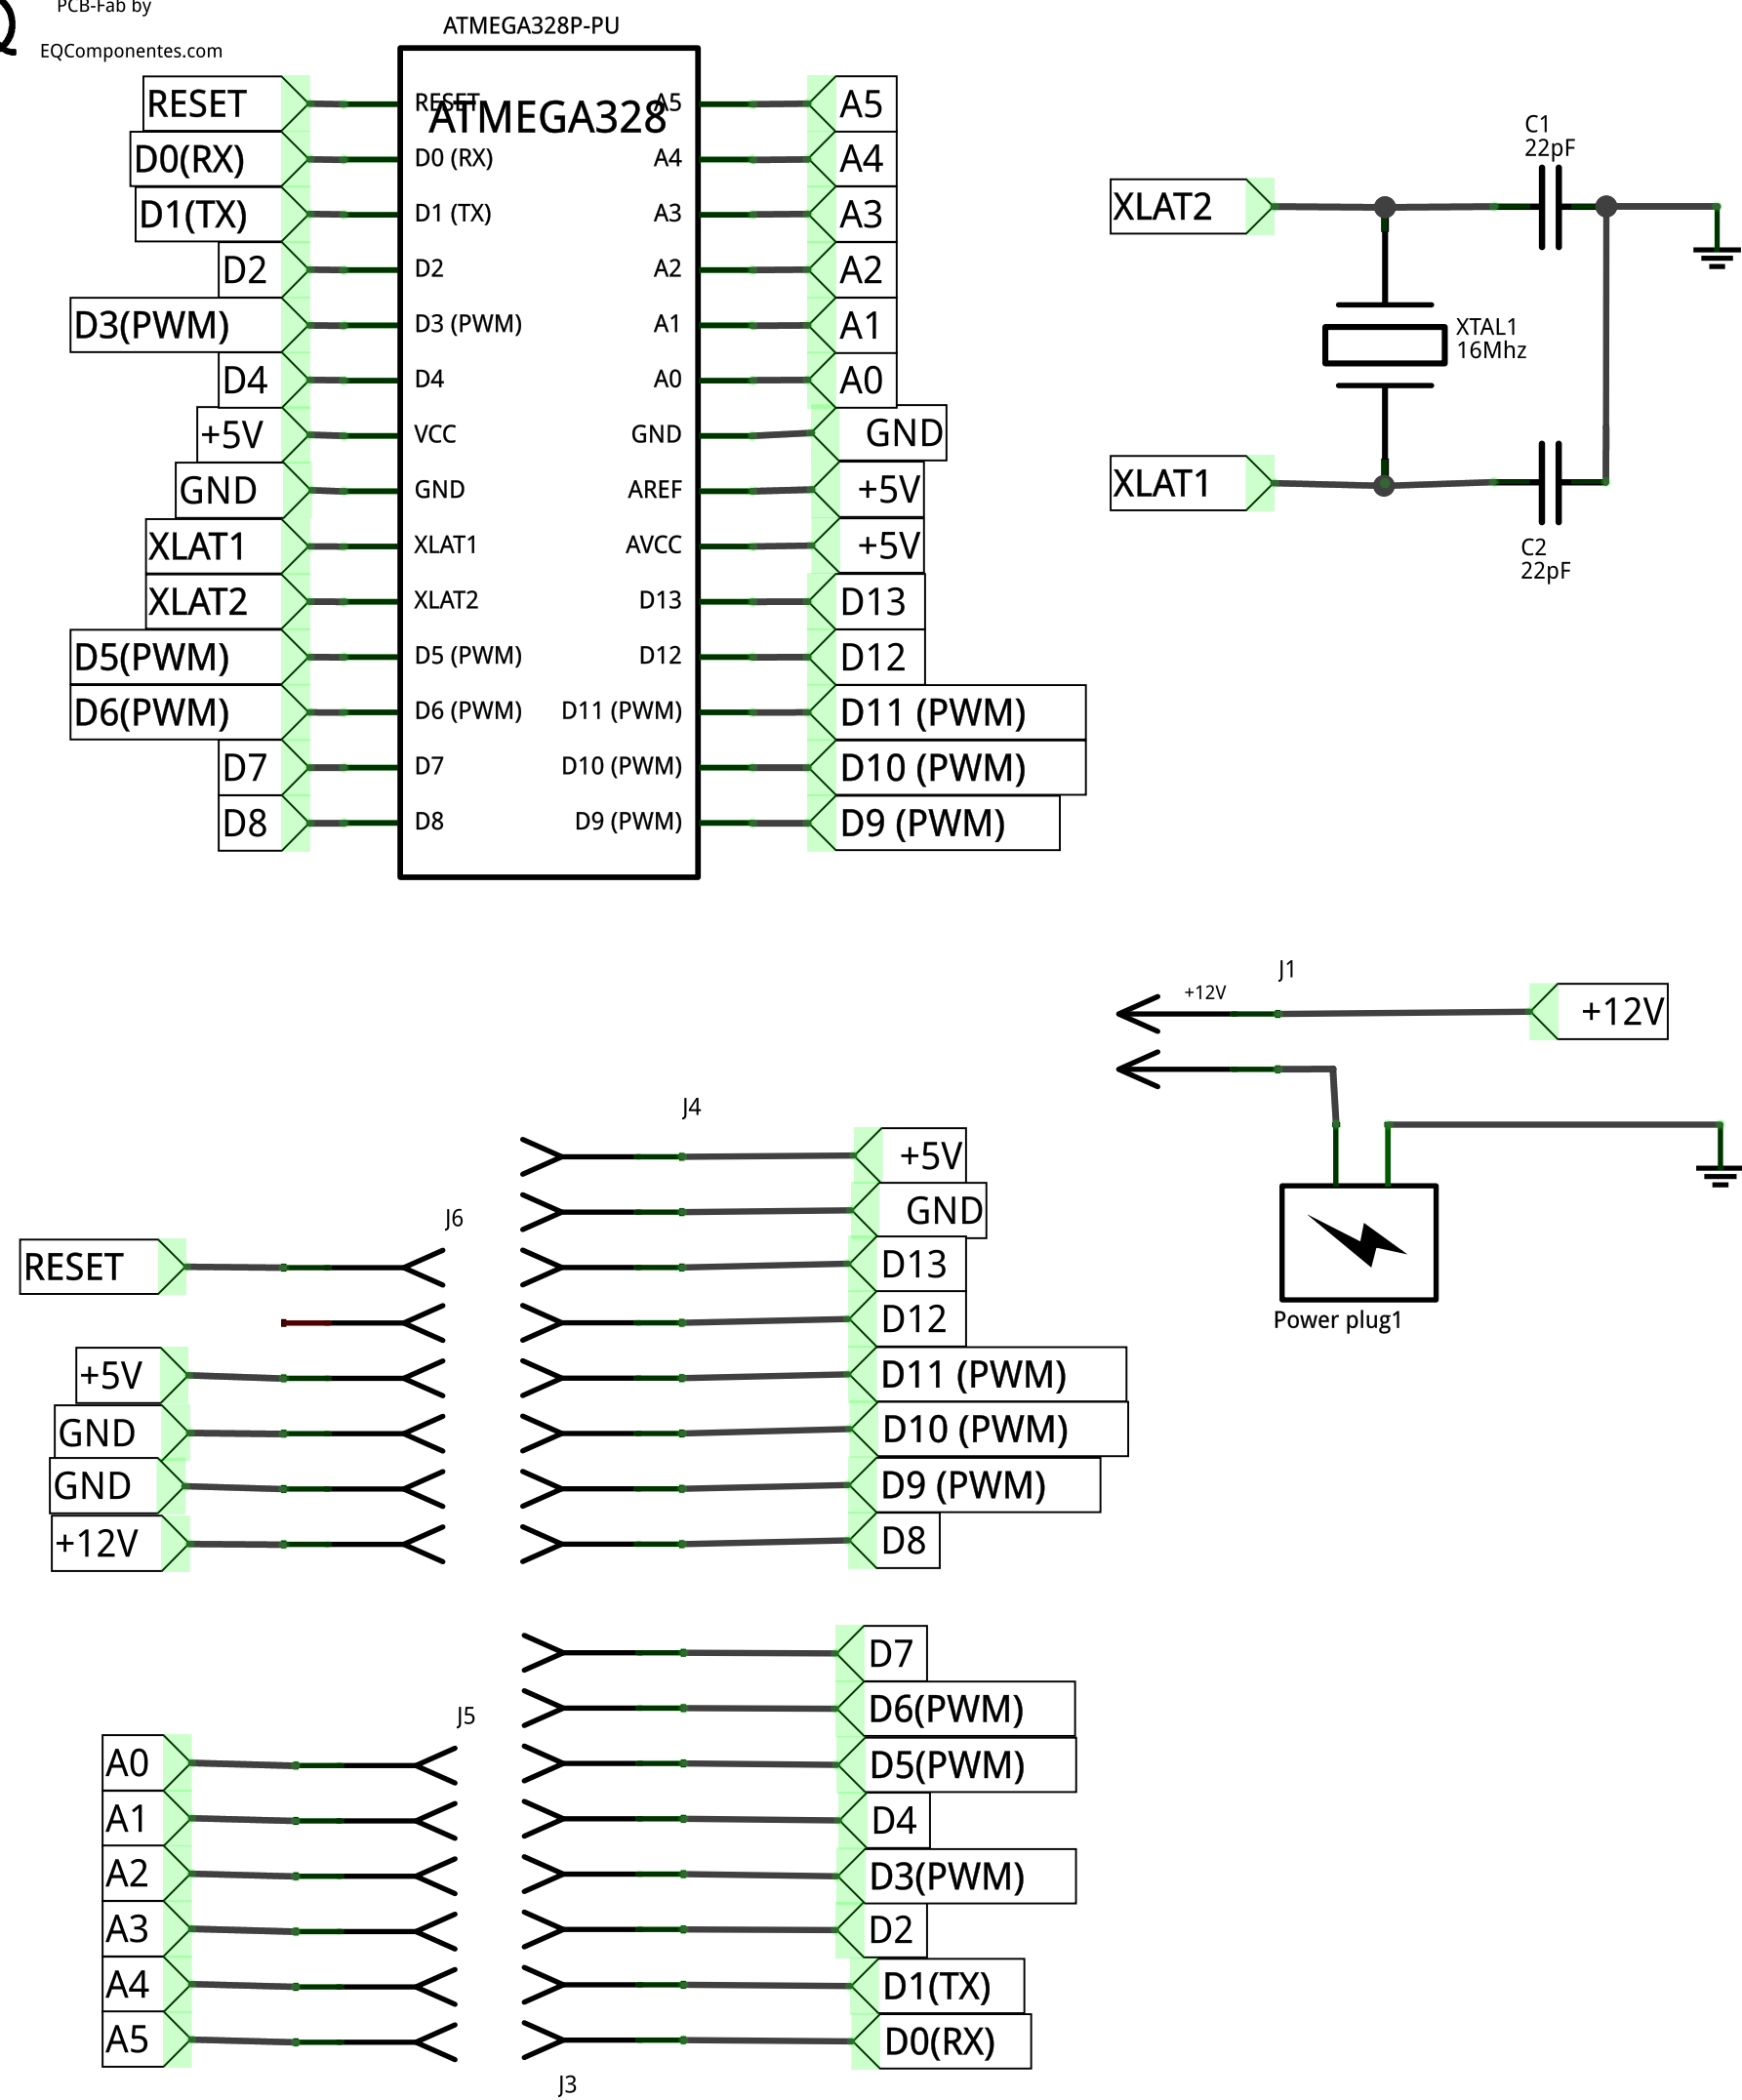 PCB-Fab by
EQComponentes.com
ATMEGA328P-PU
ATMEGA328
RESET
D0(RX)
D1(TX)
D2
D3(PWM)
D4
+5V
GND
XLAT1
XLAT2
D5(PWM)
D6(PWM)
D7
D8
RESET
D0 (RX)
D1 (TX)
D2
D3 (PWM)
D4
VCC
GND
XLAT1
XLAT2
D5 (PWM)
D6 (PWM)
D7
D8
A5
A4
A3
A2
A1
A0
GND
AREF
AVCC
D13
D12
D11 (PWM)
D10 (PWM)
D9 (PWM)
A5
A4
A3
A2
A1
A0
GND
+5V
+5V
D13
D12
D11 (PWM)
D10 (PWM)
D9 (PWM)
C1
22pF
XLAT2
XTAL1
16Mhz
XLAT1
C2
22pF
J1
+12V
+12V
Power plug1
J4
+5V
GND
D13
D12
D11 (PWM)
D10 (PWM)
D9 (PWM)
D8
J6
RESET
+5V
GND
GND
+12V
D7
D6(PWM)
D5(PWM)
D4
D3(PWM)
D2
D1(TX)
D0(RX)
J3
J5
A0
A1
A2
A3
A4
A5